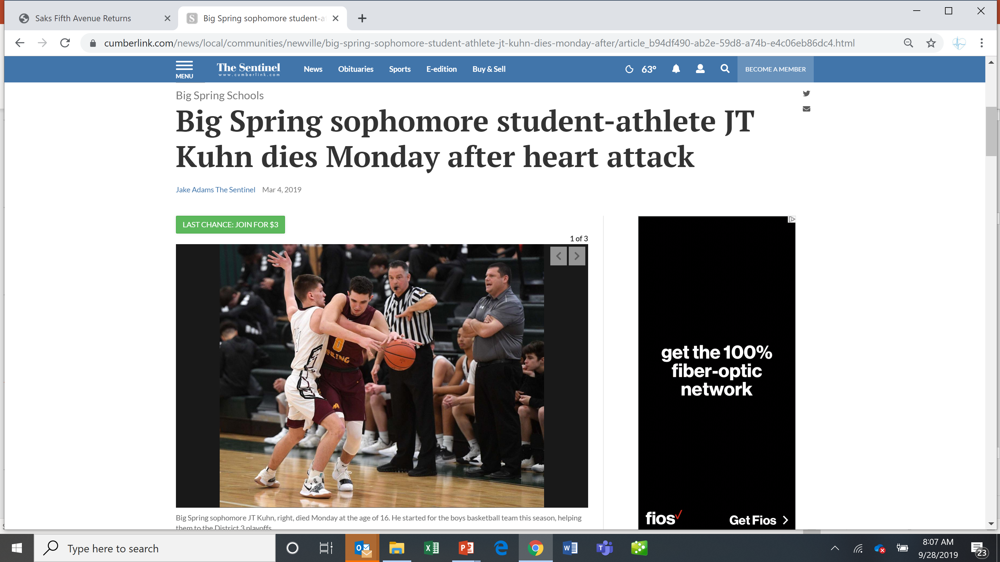 Saks Fifth Avenue Returns
Big Spring sophomore student-a
cumberlink.com/news/local/communities/newville/big-spring-sophomore-student-athlete-jt-kuhn-dies-monday-after/article_b94df490-ab2e-59d8-a74b-e4c06eb86dc4.html
MENU
The Sentinel
www.cumberlink.com
News
Obituaries
Sports
E-edition
Buy & Sell
63°
BECOME A MEMBER
Big Spring Schools
Big Spring sophomore student-athlete JT
Kuhn dies Monday after heart attack
Jake Adams The Sentinel Mar 4, 2019
LAST CHANCE: JOIN FOR $3
1 of 3
0
SPRING
get the 100%
fiber-optic
network
fios
Get Fios
Big Spring sophomore JT Kuhn, right, died Monday at the age of 16. He started for the boys basketball team this season, helping
them to the District 3 playoffs
Type here to search
8:07 AM
9/28/2019
23